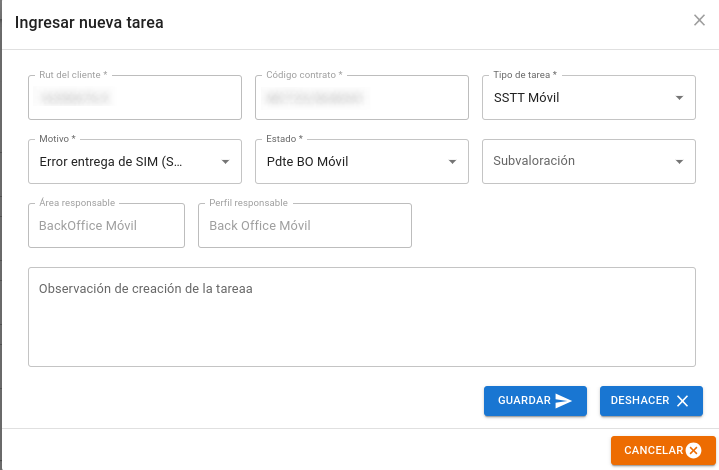 Ingresar nueva tarea
Rut del cliente *
Código contrato *
Tipo de tarea *
SSTT Móvil
Motivo *
Error entrega de SIM (S...
Estado *
Pdte BO Móvil
Subvaloración
Área responsable
BackOffice Móvil
Perfil responsable
Back Office Móvil
Observación de creación de la tareaa
GUARDAR
DESHACER
CANCELAR